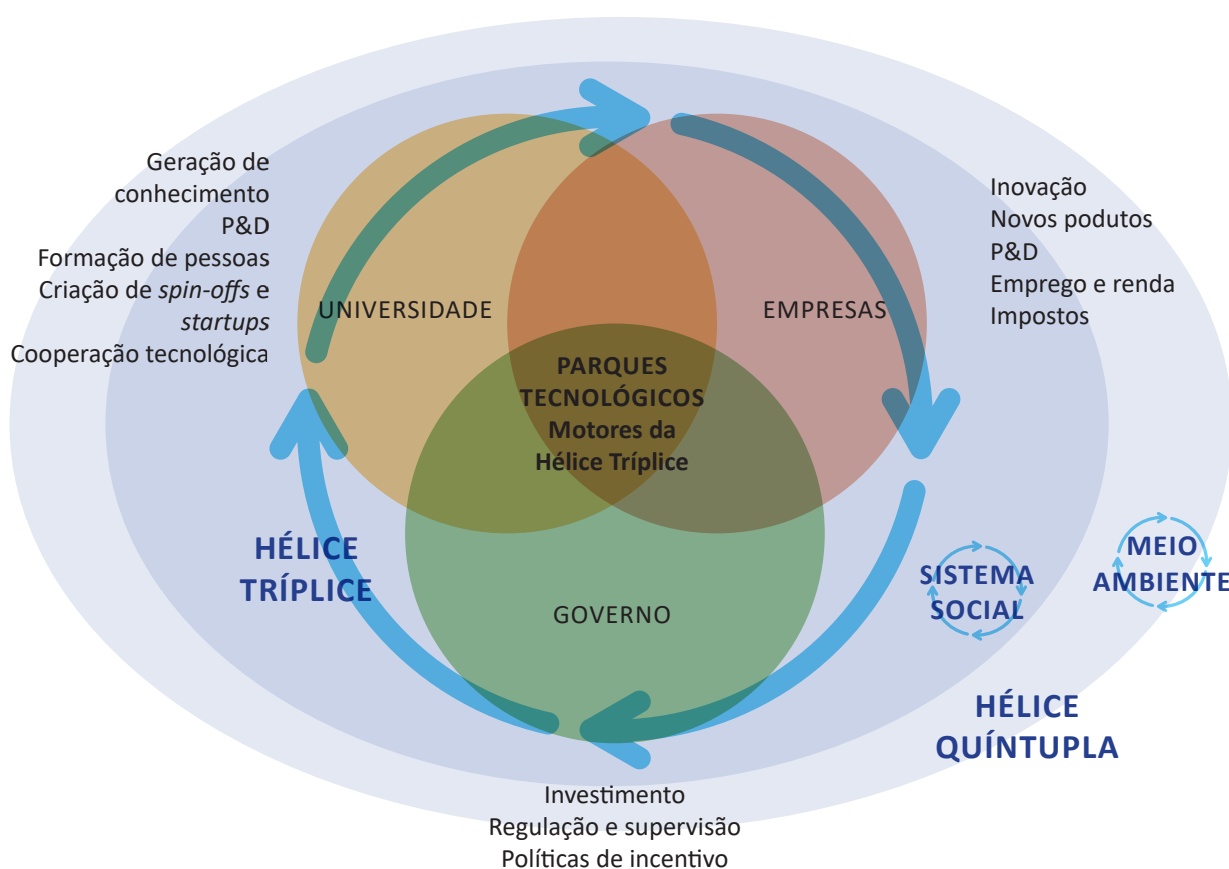 Geração de
conhecimento
P&D
Formação de pessoas
Criação de spin-offs e
startups
Cooperação tecnológica
Inovação
Novos podutos
P&D
Emprego e renda
Impostos
UNIVERSIDADE
EMPRESAS
PARQUES
TECNOLÓGICOS
Motores da
Hélice Tríplice
HÉLICE
TRÍPLICE
GOVERNO
SISTEMA
SOCIAL
MEIO
AMBIENTE
HÉLICE
QUÍNTUPLA
Investimento
Regulação e supervisão
Políticas de incentivo